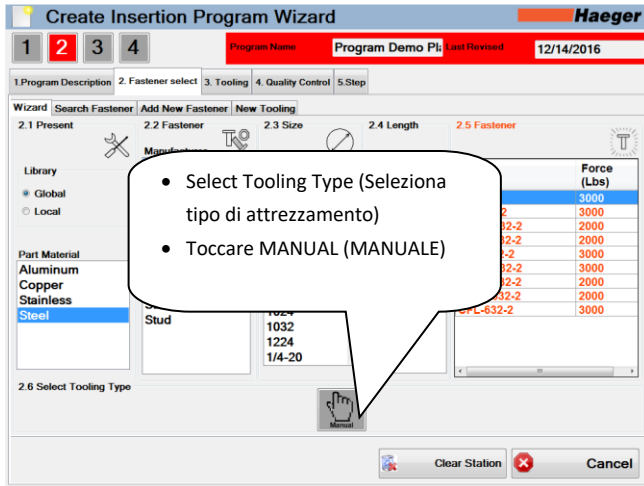 Create Insertion Program Wizard
Haeger
1 2 3 4
Program Name Program Demo Pl Last Revised 12/14/2016
1.Program Description 2. Fastener select 3. Tooling 4. Quality Control 5.Step
Wizard Search Fastener Add New Fastener New Tooling
2.1 Present 2.2 Fastener 2.3 Size 2.4 Length 2.5 Fastener
Manufacturer
Library
Global
Local
Force
(Lbs)
3000
3000
2000
2000
3000
3000
2000
2000
-632-2 3000
Part Material
Aluminum
Copper
Stainless
Steel
Stud
1024
1032
1224
1/4-20
• Select Tooling Type (Seleziona
tipo di attrezzamento)
• Toccare MANUAL (MANUALE)
2.6 Select Tooling Type
Manual
Clear Station
Cancel